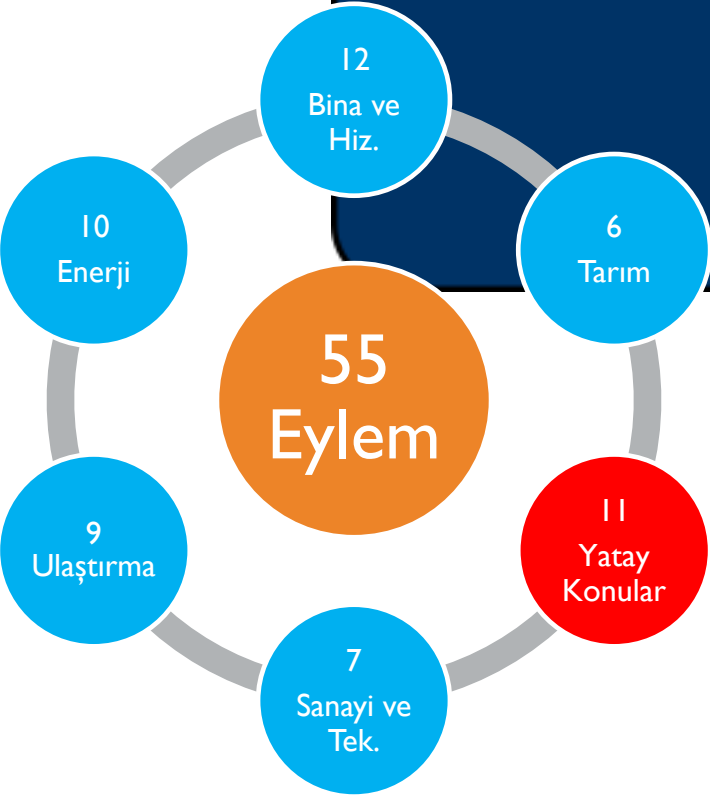 12
Bina ve
Hiz.
6
Tarım
11
Yatay
Konular
7
Sanayi ve
Tek.
9
Ulaştırma
10
Enerji
55
Eylem